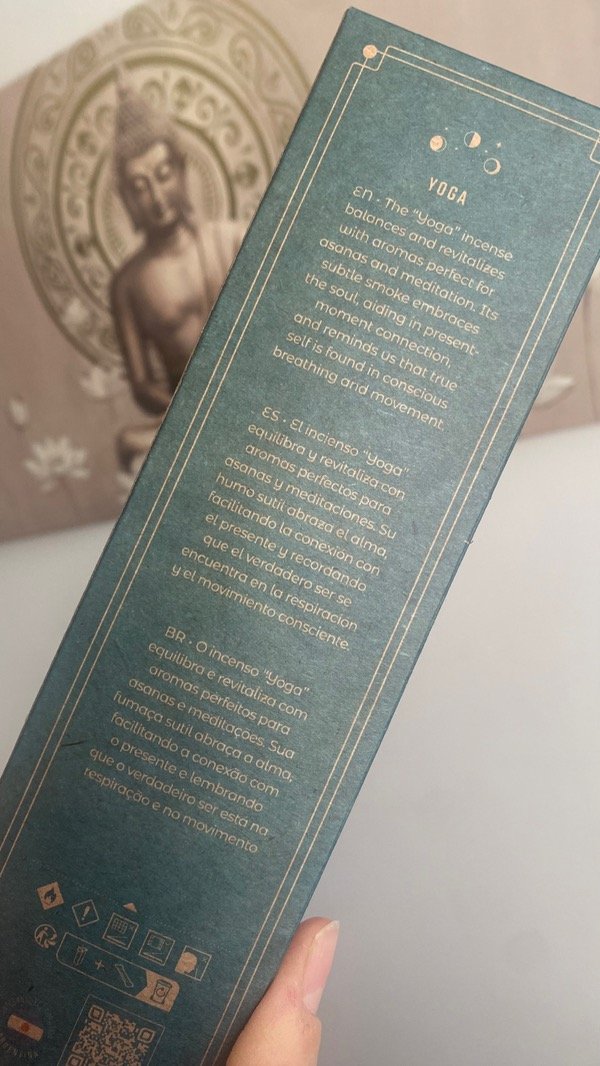 YOGA
EN - The "Yoga" incense
balances and revitalizes
with aromas perfect for
asanas and meditation. Its
subtle smoke embraces
the soul, aiding in present-
moment connection,
and reminds us that true
self is found in conscious
breathing and movement.
ES - El incienso "Yoga"
equilibra y revitaliza con
aromas perfectos para
asanas y meditaciones. Su
humo sutil abraza el alma,
facilitando la conexión con
el presente y recordando
que el verdadero ser se
encuentra en la respiración
y el movimiento consciente.
BR - O incenso "Yoga"
equilibra e revitaliza com
aromas perfeitos para
asanas e meditações. Sua
fumaça sutil abraça a alma,
facilitando a conexão com
o presente e lembrando
que o verdadeiro ser está na
respiração e no movimento